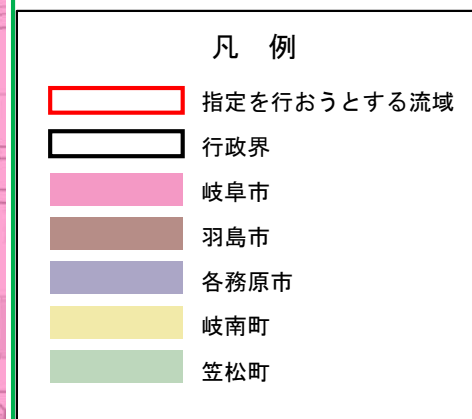 凡 例
指定を行おうとする流域
行政界
岐阜市
羽島市
各務原市
岐南町
笠松町